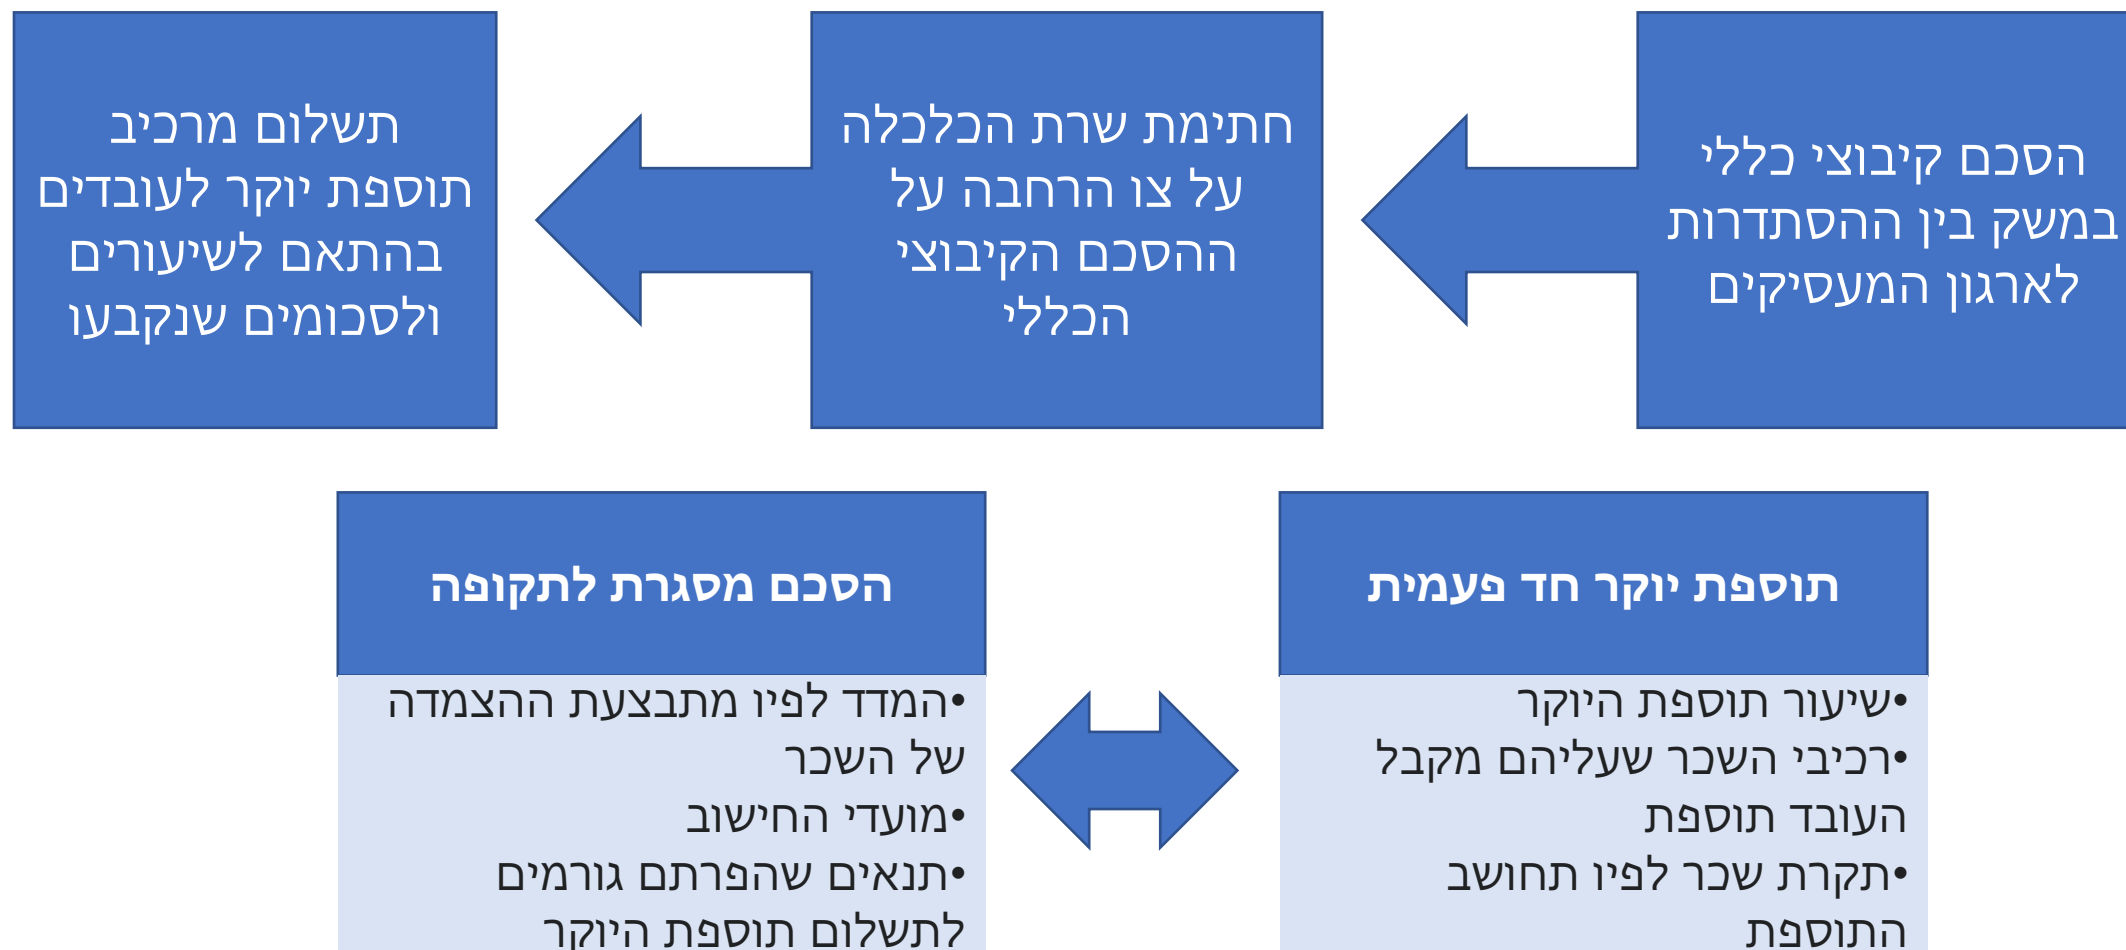 הסכם קיבוצי כללי
במשק בין ההסתדרות
לארגון המעסיקים
חתימת שרת הכלכלה
על צו הרחבה על
ההסכם הקיבוצי
הכללי
תשלום מרכיב
תוספת יוקר לעובדים
בהתאם לשיעורים
ולסכומים שנקבעו
תוספת יוקר חד פעמית
•שיעור תוספת היוקר
•רכיבי השכר שעליהם מקבל
העובד תוספת
•תקרת שכר לפיו תחושב
התוספת
הסכם מסגרת לתקופה
•המדד לפיו מתבצעת ההצמדה
של השכר
•מועדי החישוב
•תנאים שהפרתם גורמים
לתשלום תוספת היוקר